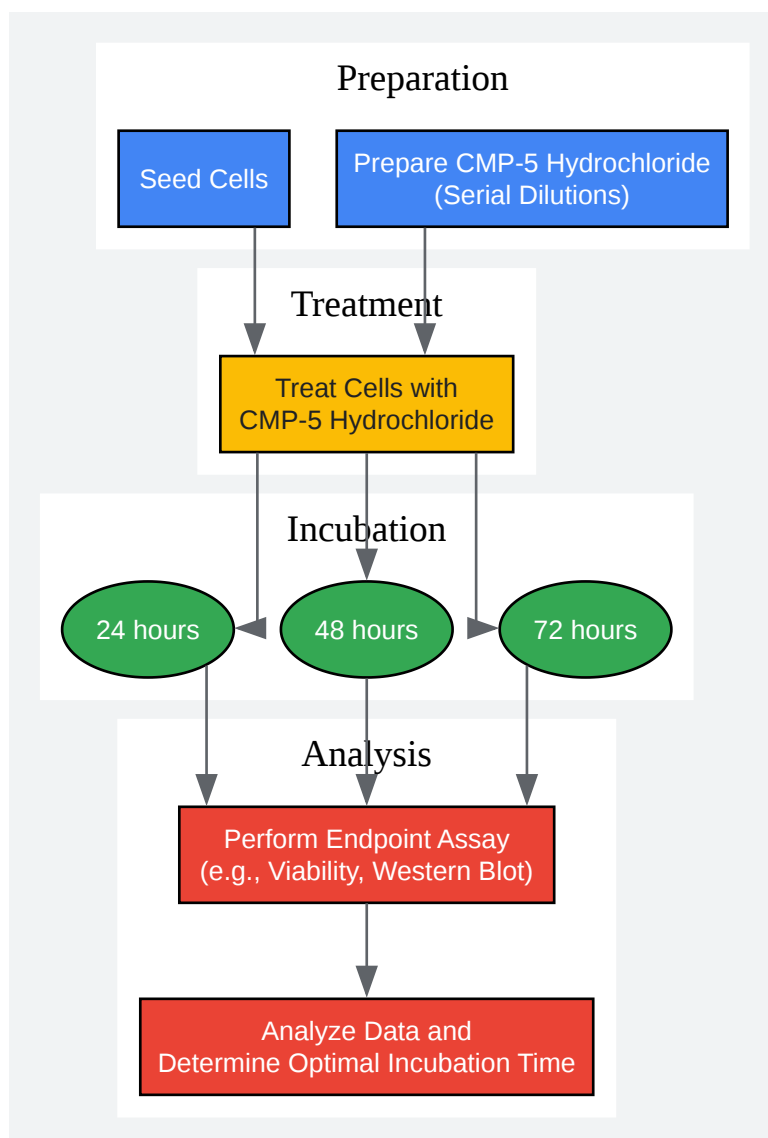 Preparation
Seed Cells
Prepare CMP-5 Hydrochloride
(Serial Dilutions)
Treatment
Treat Cells with
CMP-5 Hydrochloride
Incubation
24 hours
48 hours
72 hours
Analysis
Perform Endpoint Assay
(e.g., Viability, Western Blot)
Analyze Data and
Determine Optimal Incubation Time